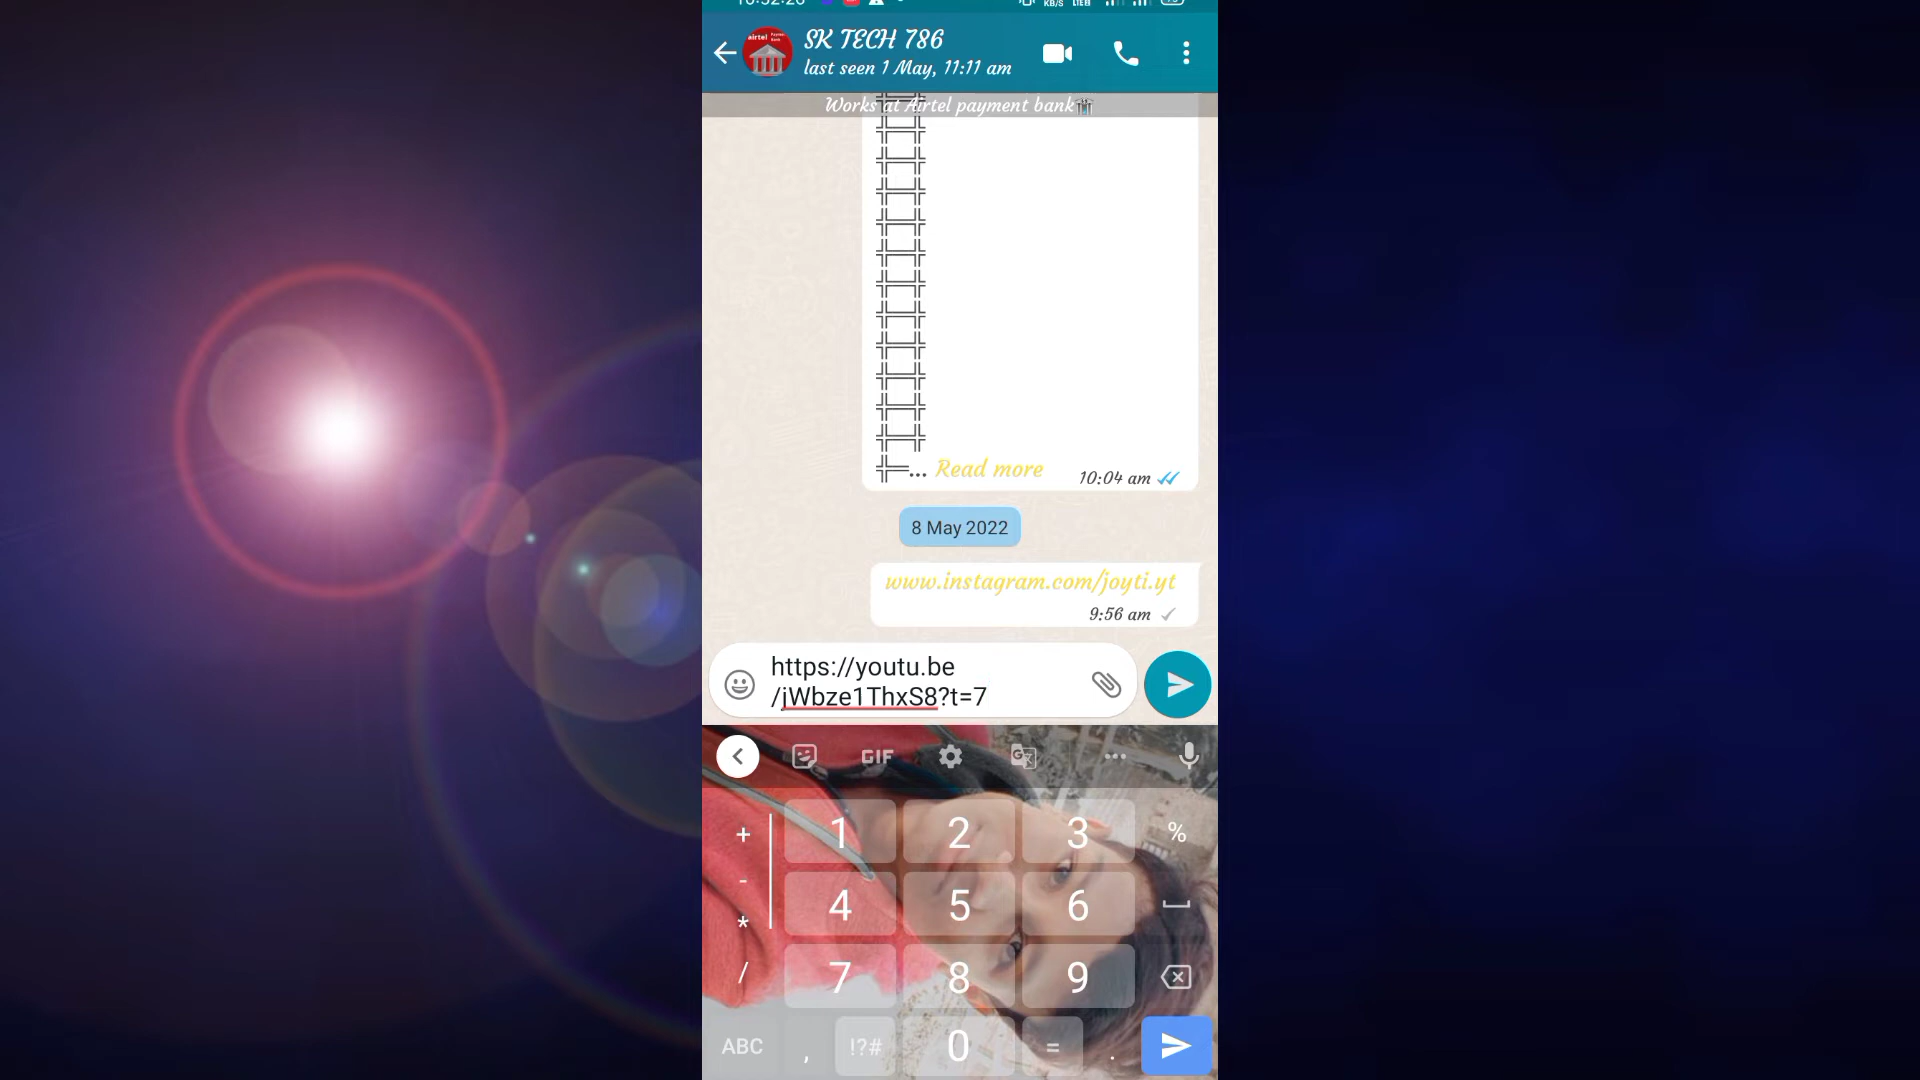 SK TECH 786
last seen 1 May, 11:11 am
Works at Airtel payment bank
... Read more
10:04 am
8 May 2022
www.instagram.com/joyti.yt
9:56 am
https://youtu.be
/jWbze1ThxS8?t=7
GIF
+ 1 2 3 %
- 4 5 6
*
/ 7 8 9
ABC , !?# 0 = .
airtel
KB/S